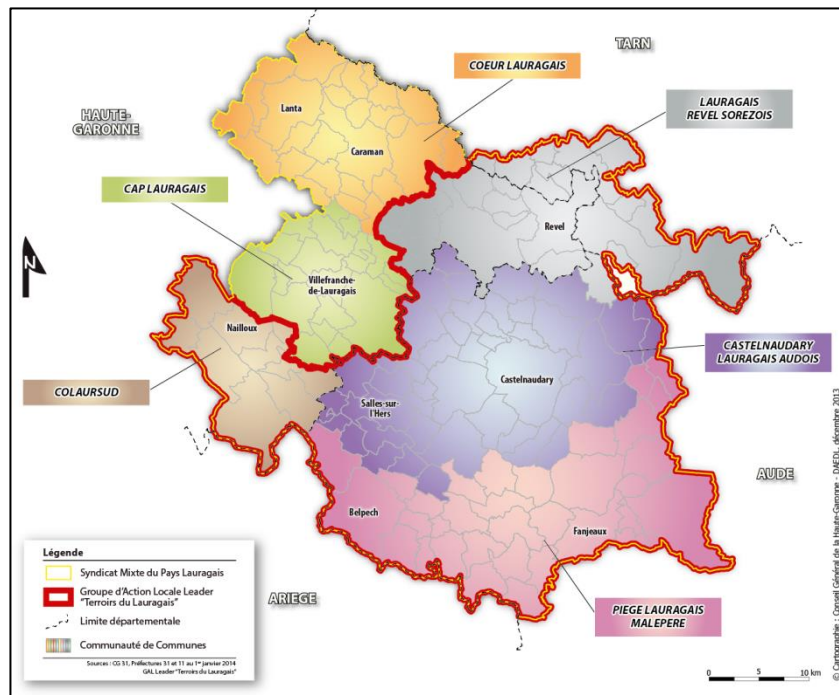 TARN
COEUR LAURAGAIS
HAUTE-
GARONNE
Lanta
LAURAGAIS
REVEL SOREZOIS
Caraman
CAP LAURAGAIS
Revel
N
Villefranche-
de-Lauragais
Nailloux
CASTELNAUDARY
LAURAGAIS AUDOIS
Castelnaudary
COLAURSUD
Salles-sur-
l'Hers
AUDE
Belpech
Fanjeaux
Légende
Syndicat Mixte du Pays Lauragais
Groupe d'Action Locale Leader
"Terroirs du Lauragais"
Limite départementale
Communauté de Communes
Sources : CG 31, Préfectures 31 et 11 au 1er janvier 2014
GAL Leader "Terroirs du Lauragais"
ARIEGE
PIEGE LAURAGAIS
MALEPERE
0 5 10 km
© Cartographie : Conseil Général de la Haute-Garonne - DAEDL, décembre 2013